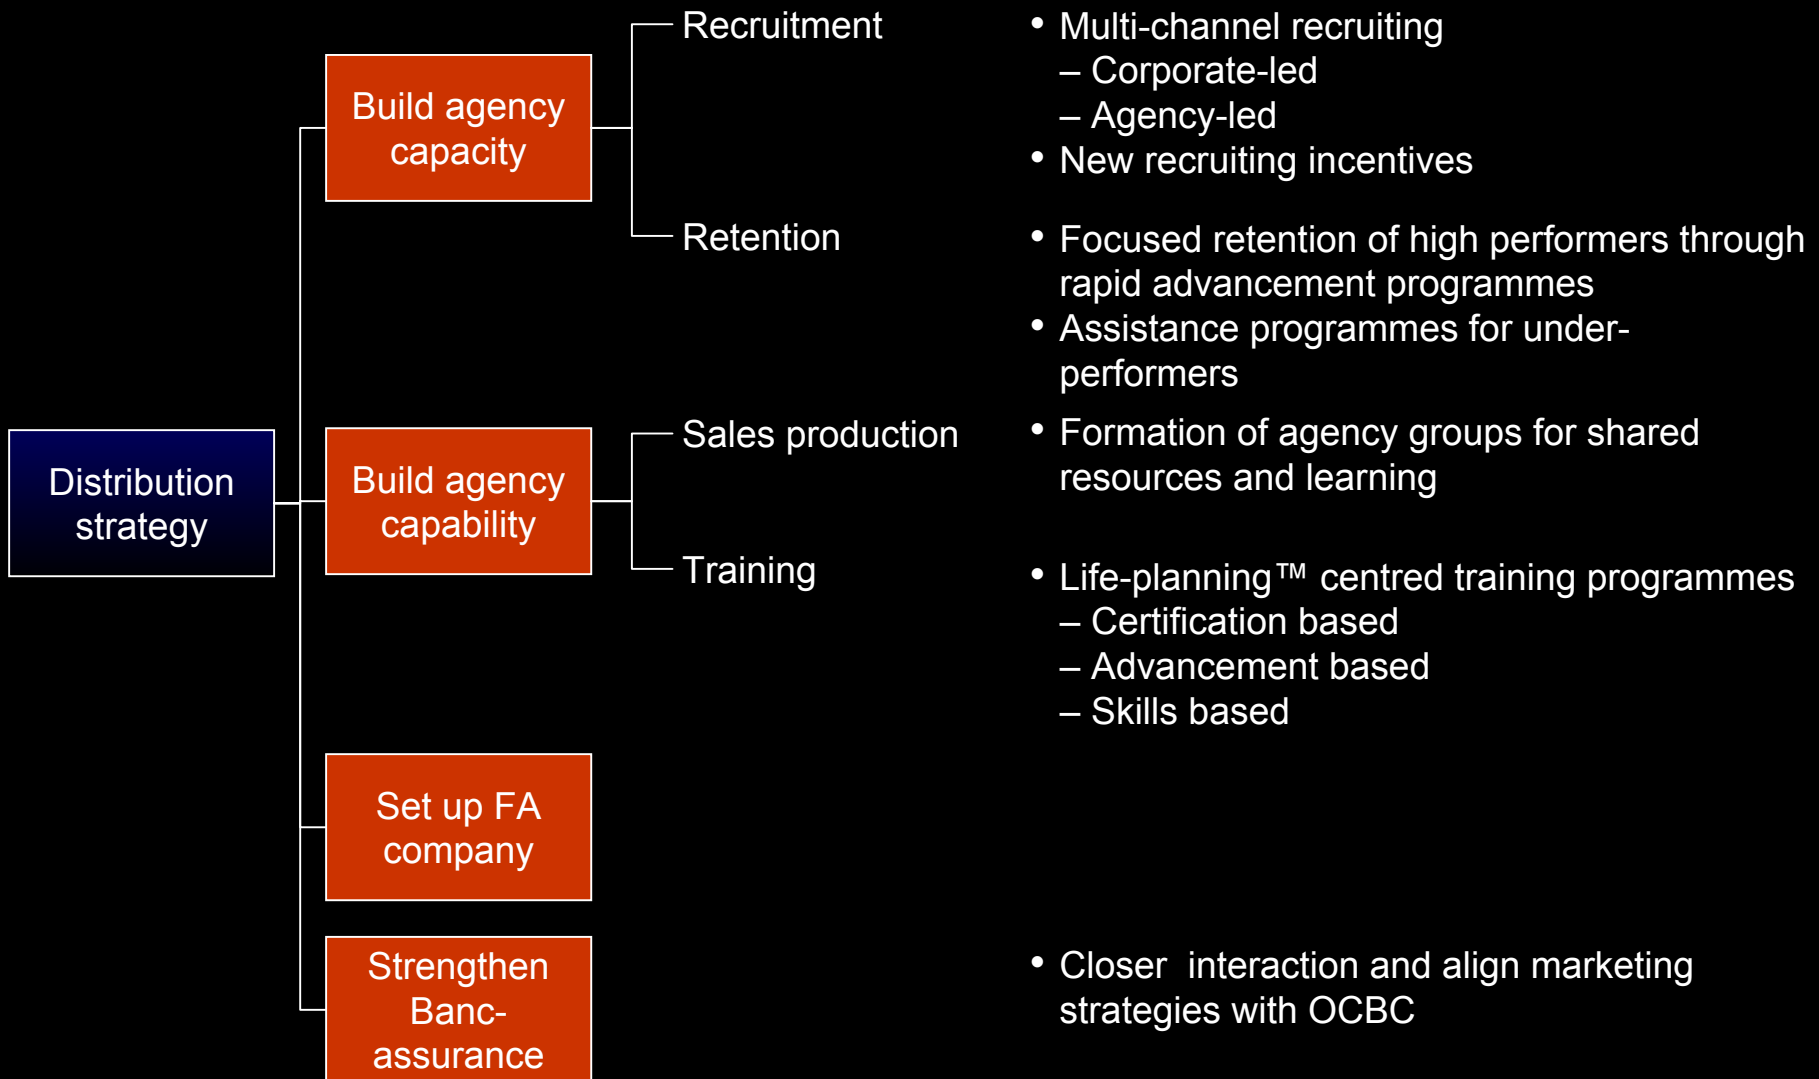 Distribution
strategy
Build agency
capacity
Recruitment
• Multi-channel recruiting
– Corporate-led
– Agency-led
• New recruiting incentives
Retention
• Focused retention of high performers through
rapid advancement programmes
• Assistance programmes for under-
performers
Build agency
capability
Sales production
• Formation of agency groups for shared
resources and learning
Training
• Life-planning™ centred training programmes
– Certification based
– Advancement based
– Skills based
Set up FA
company
Strengthen
Banc-
assurance
• Closer  interaction and align marketing
strategies with OCBC